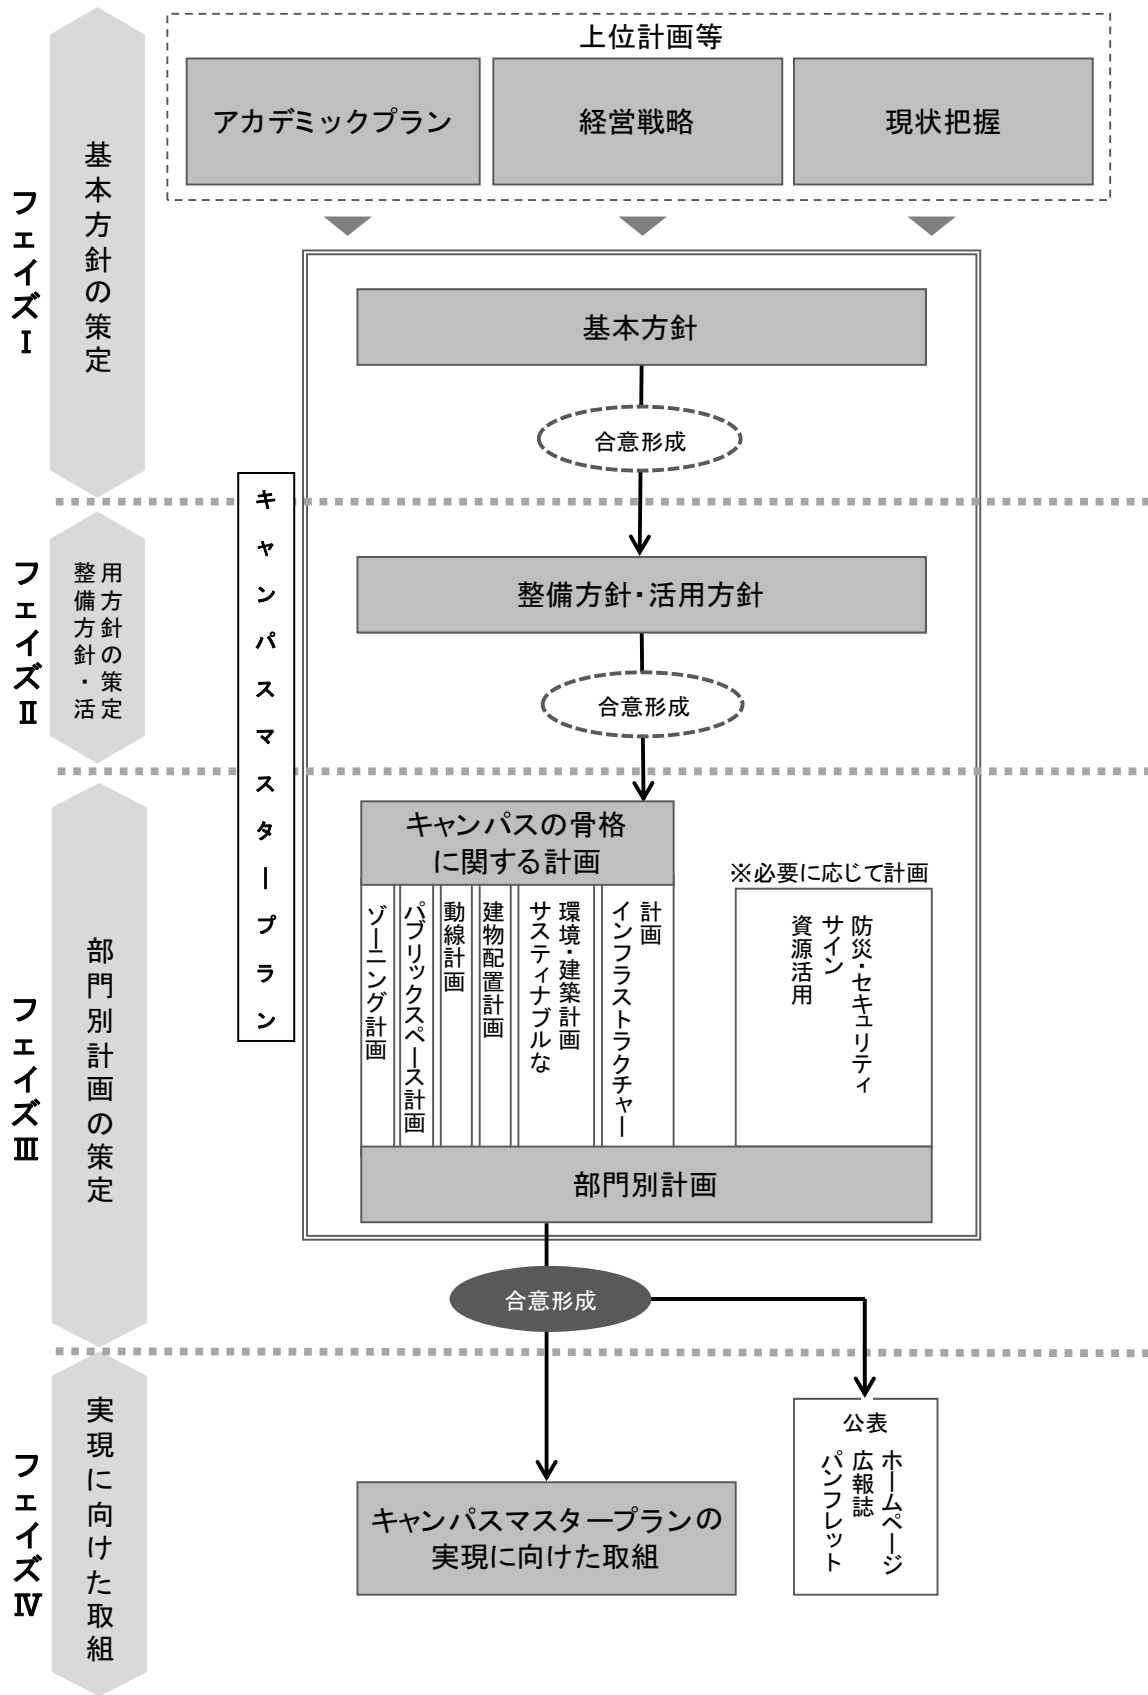 上位計画等
アカデミックプラン
経営戦略
現状把握
フェイズⅠ
基本方針の策定
基本方針
合意形成
キャンパスマスタープラン
フェイズⅡ
整備方針・活
用方針の策定
整備方針・活用方針
合意形成
フェイズⅢ
部門別計画の策定
キャンパスの骨格
に関する計画
ゾーニング計画
パブリックスペース計画
動線計画
建物配置計画
サスティナブルな
環境・建築計画
インフラストラクチャー
計画
※必要に応じて計画
防災・セキュリティ
サイン
資源活用
部門別計画
合意形成
フェイズⅣ
実現に向けた取組
キャンパスマスタープランの
実現に向けた取組
公表
ホームページ
広報誌
パンフレット